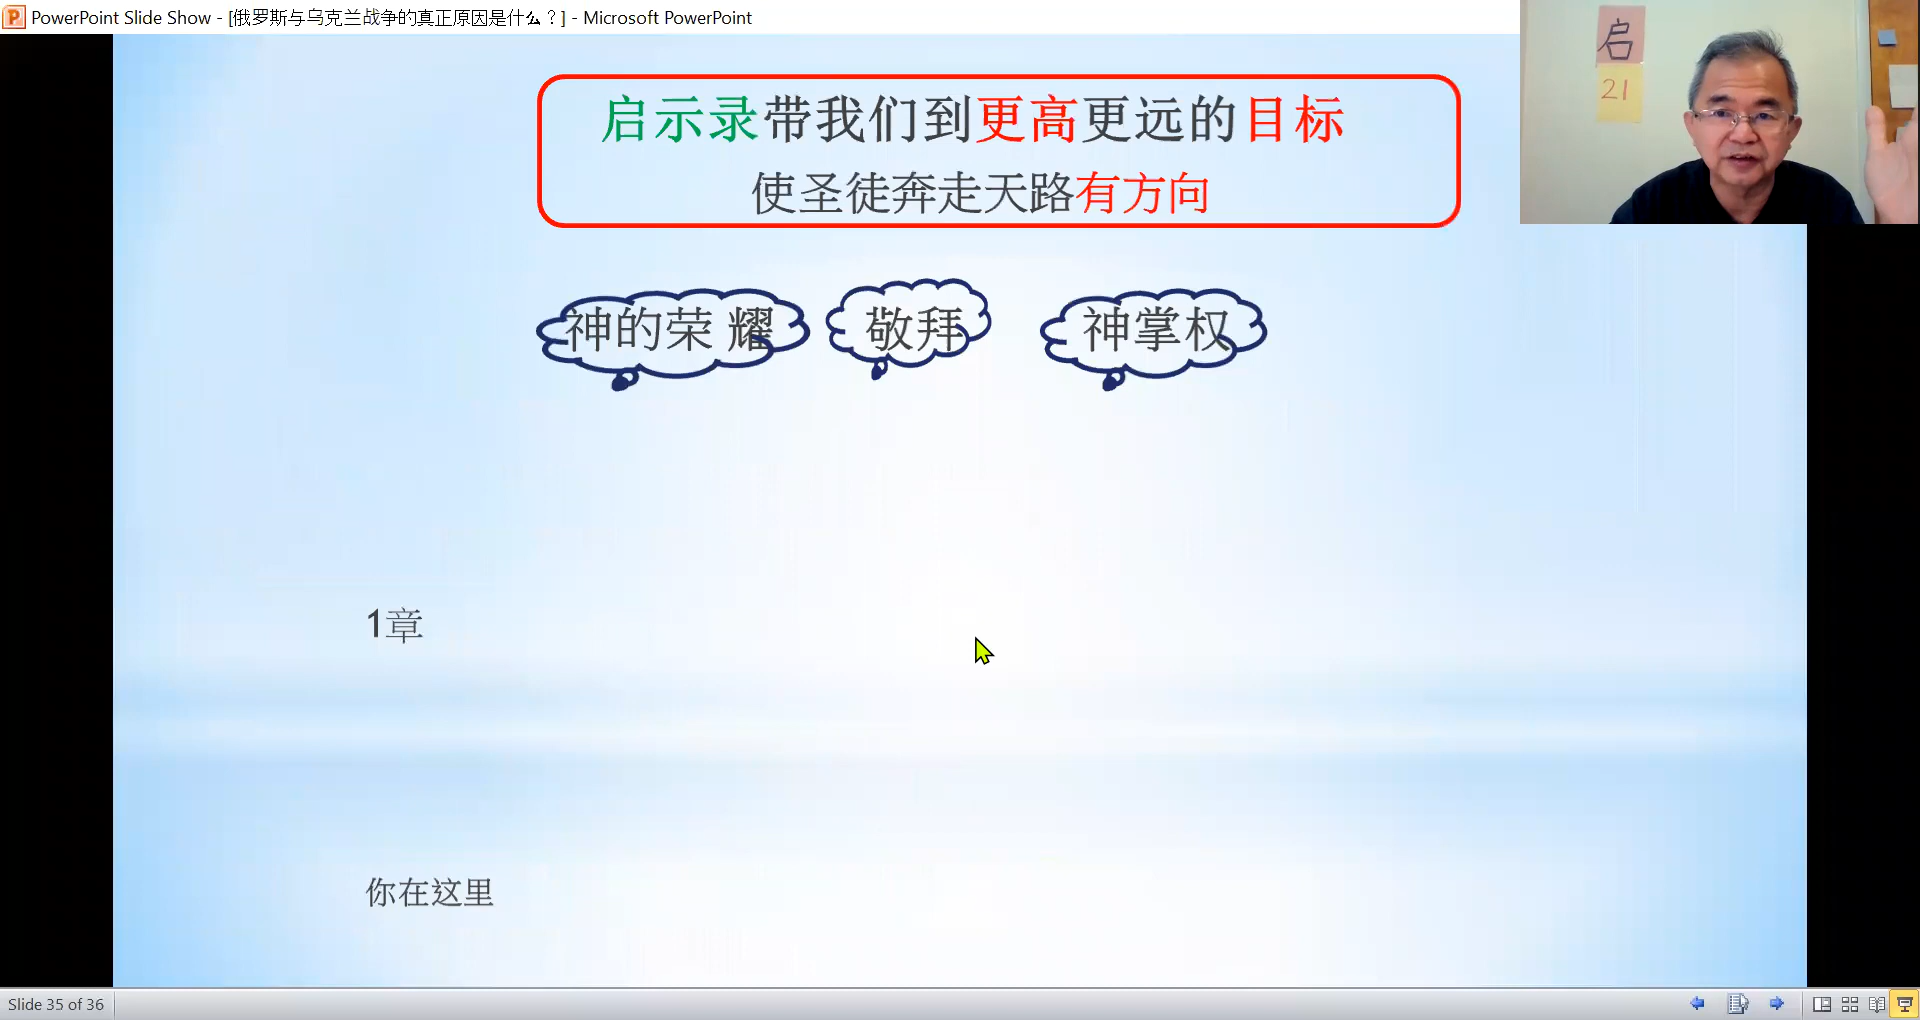 PowerPoint Slide Show - [俄罗斯与乌克兰战争的真正原因是什么？] - Microsoft PowerPoint
启
21
启示录带我们到更高更远的目标
使圣徒奔走天路有方向
神的荣 耀
敬拜
神掌权
1章
你在这里
Slide 35 of 36